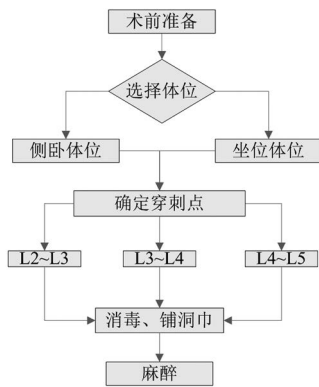 术前准备
选择体位
侧卧体位
坐位体位
确定穿刺点
L2~L3
L3~L4
L4~L5
消毒、铺洞巾
麻醉